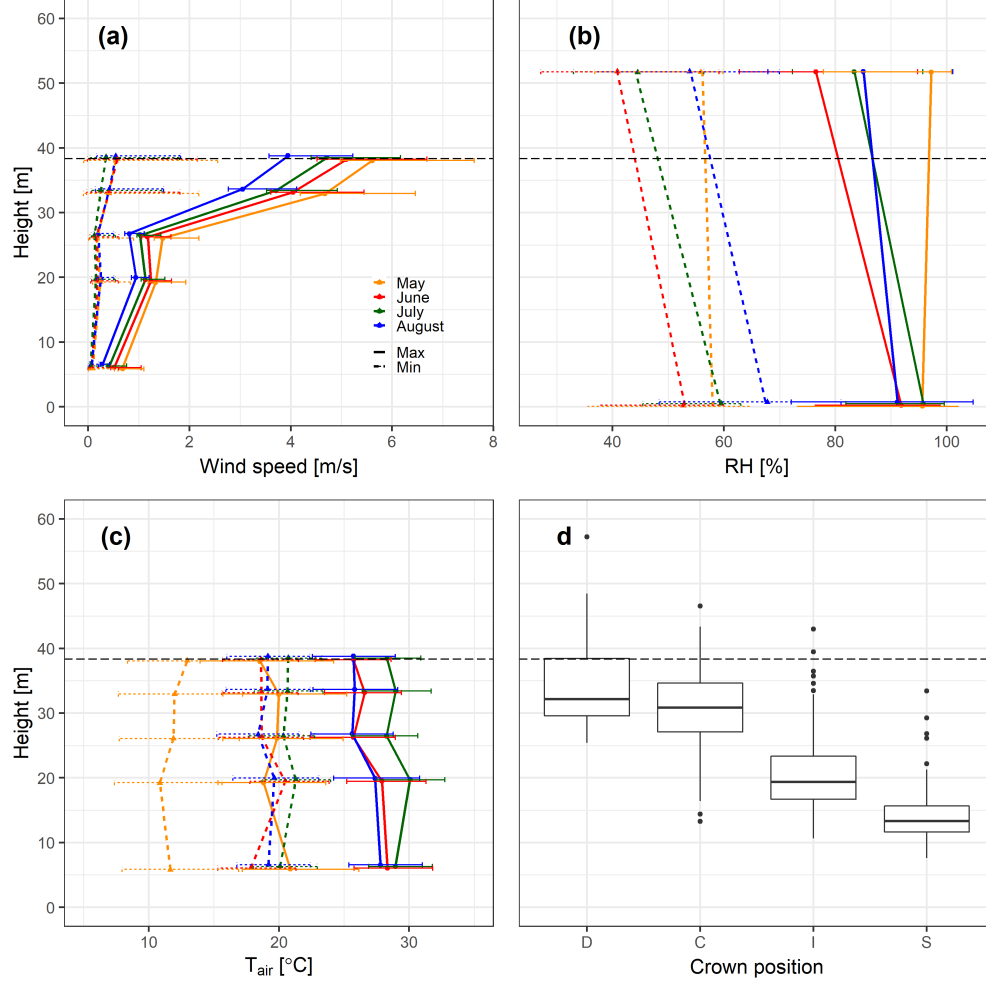 (a)
60
50
40
30
20
10
0
Height [m]
0 2 4 6 8
Wind speed [m/s]
May
June
July
August
Max
Min
(b)
40 60 80 100
RH [%]
(c)
60
50
40
30
20
10
0
Height [m]
10 20 30
Tair [°C]
d
D C I S
Crown position